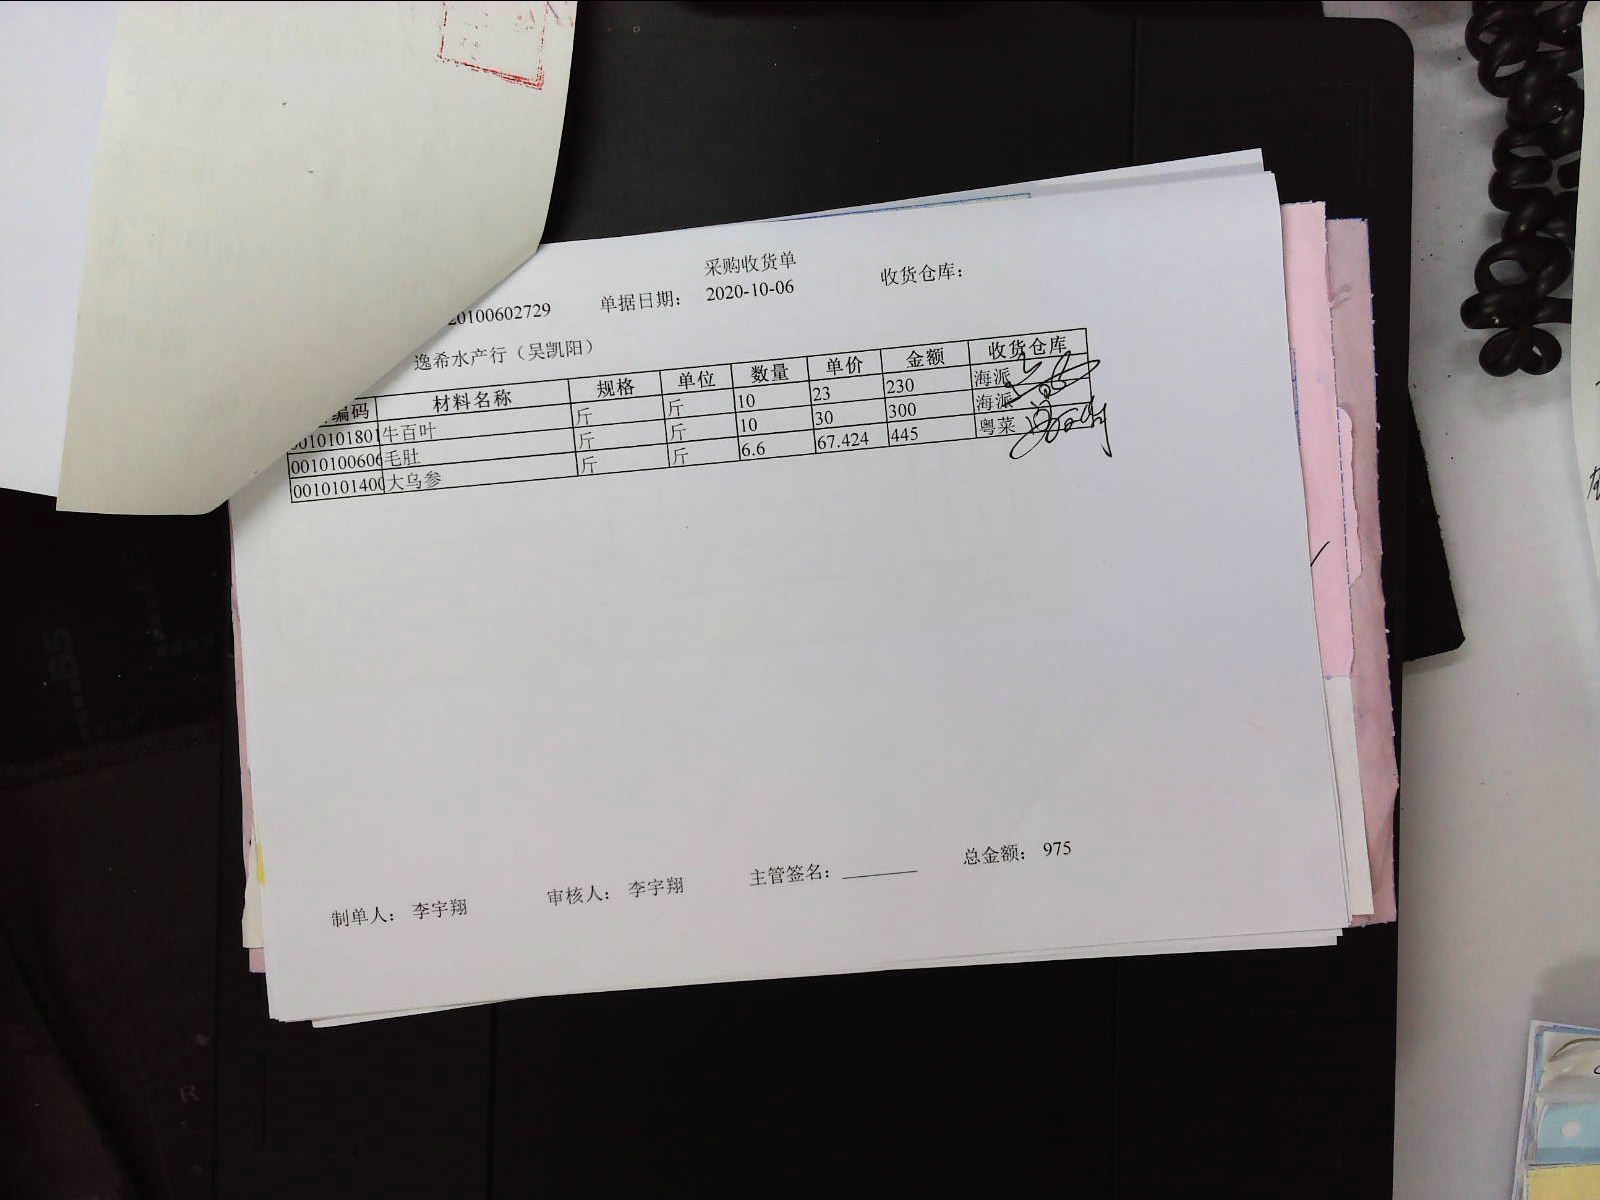 采购收货单
20100602729 单据日期： 2020-10-06 收货仓库：
逸希水产行（吴凯阳）
编码 材料名称 规格 单位 数量 单价 金额 收货仓库
0010101801 牛百叶 斤 斤 10 23 230 海派
0010100606 毛肚 斤 斤 10 30 300 海派
0010101400 大乌参 斤 斤 6.6 67.424 445 粤菜
制单人： 李宇翔 审核人： 李宇翔 主管签名： 总金额： 975